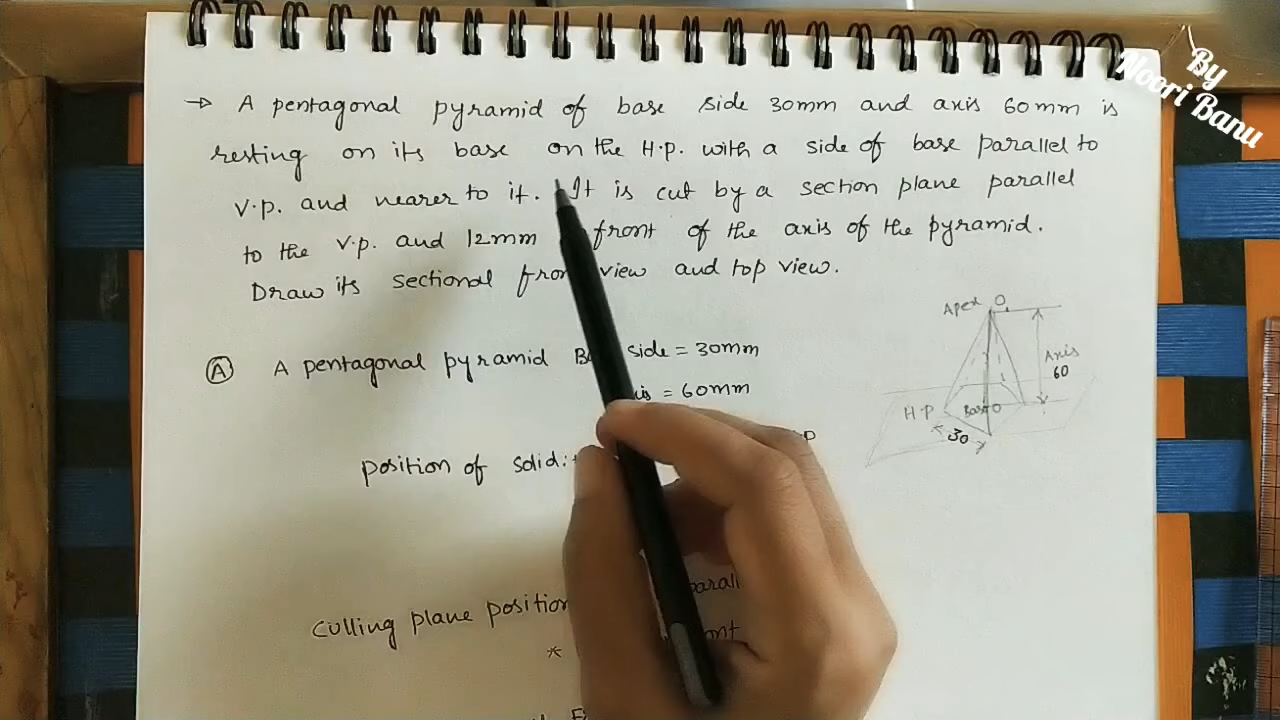 → A pentagonal pyramid of base side 30mm and axis 60mm is
resting on its base on the H.P. with a side of base parallel to
V.P. and nearer to it. It is cut by a section plane parallel
to the V.P. and 12mm front of the axis of the pyramid.
Draw its sectional view and top view.
Ⓐ A pentagonal pyramid side = 30mm
= 60mm
position of solid:
culling plane position
*
Apex O,
Axis
60
H.P
Base O
30
By
Noori Banu